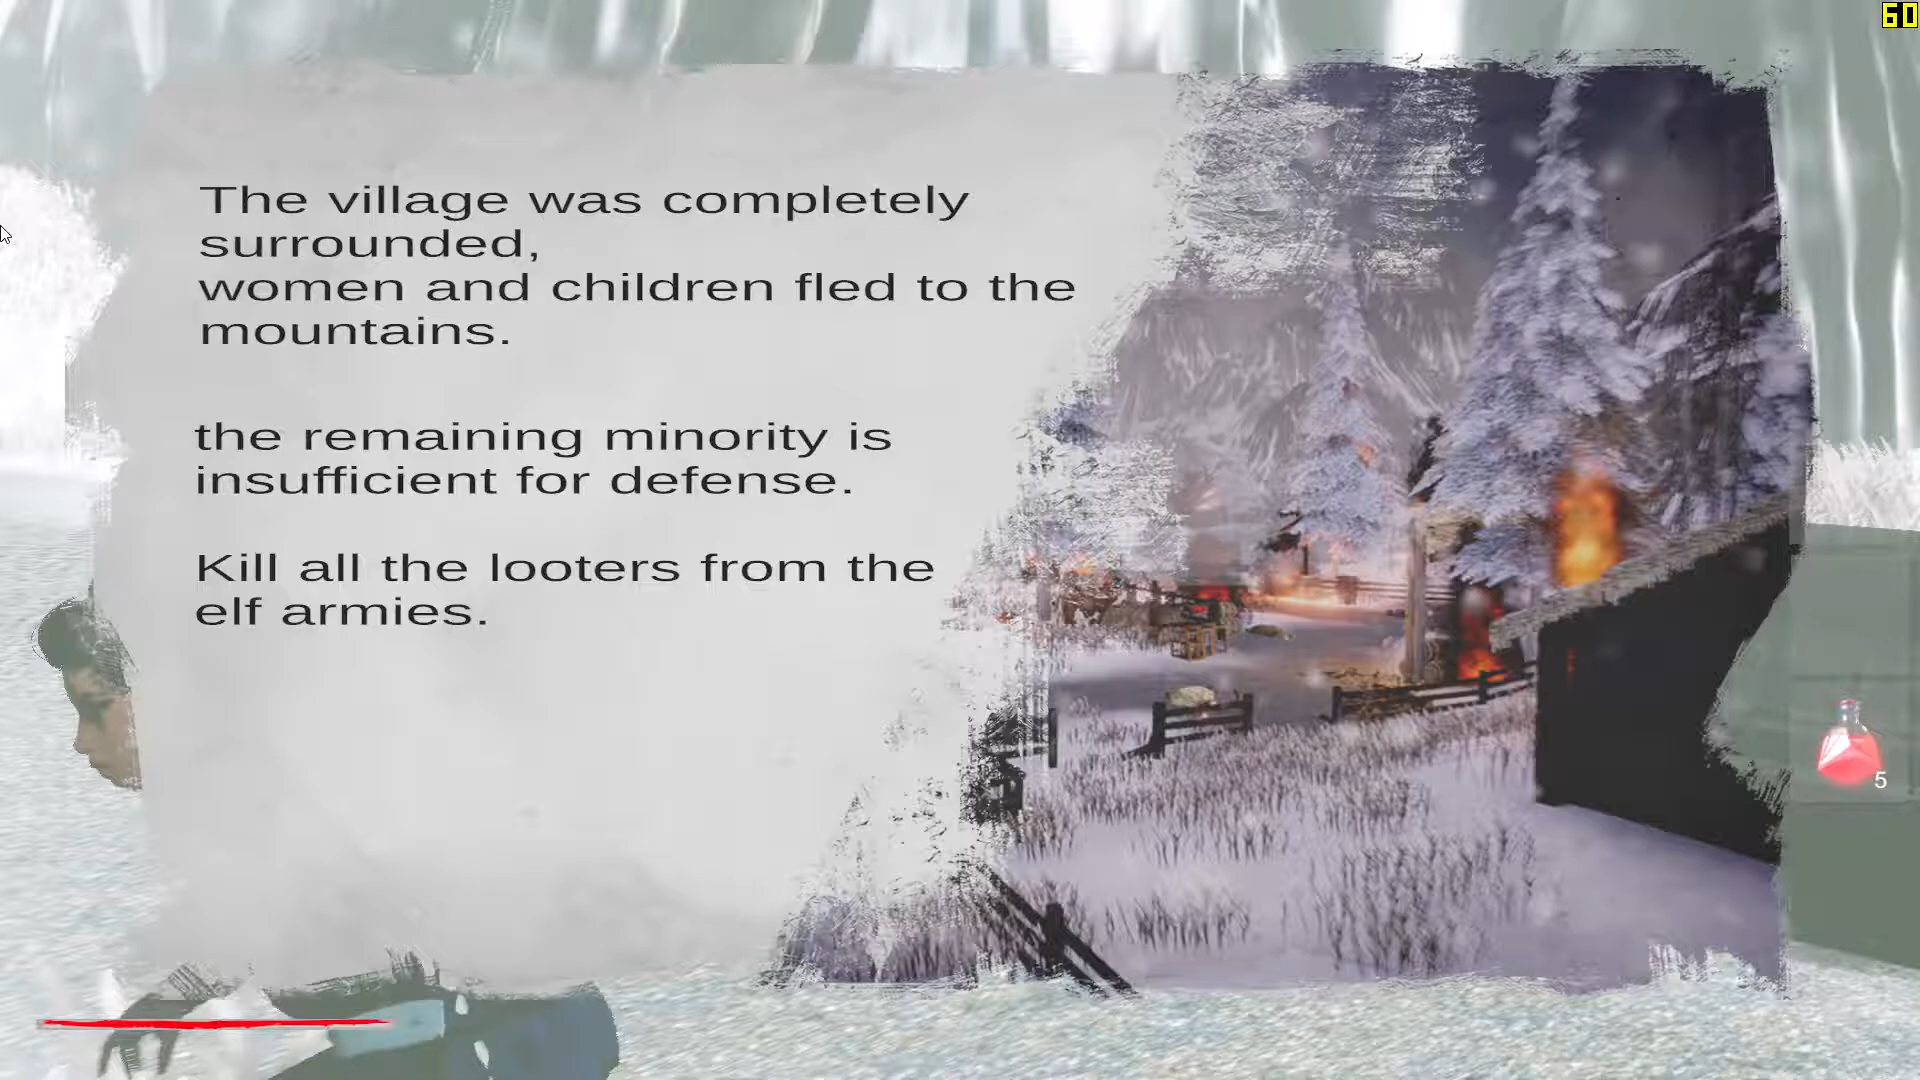 60
The village was completely
surrounded,
women and children fled to the
mountains.
the remaining minority is
insufficient for defense.
Kill all the looters from the
elf armies.
5